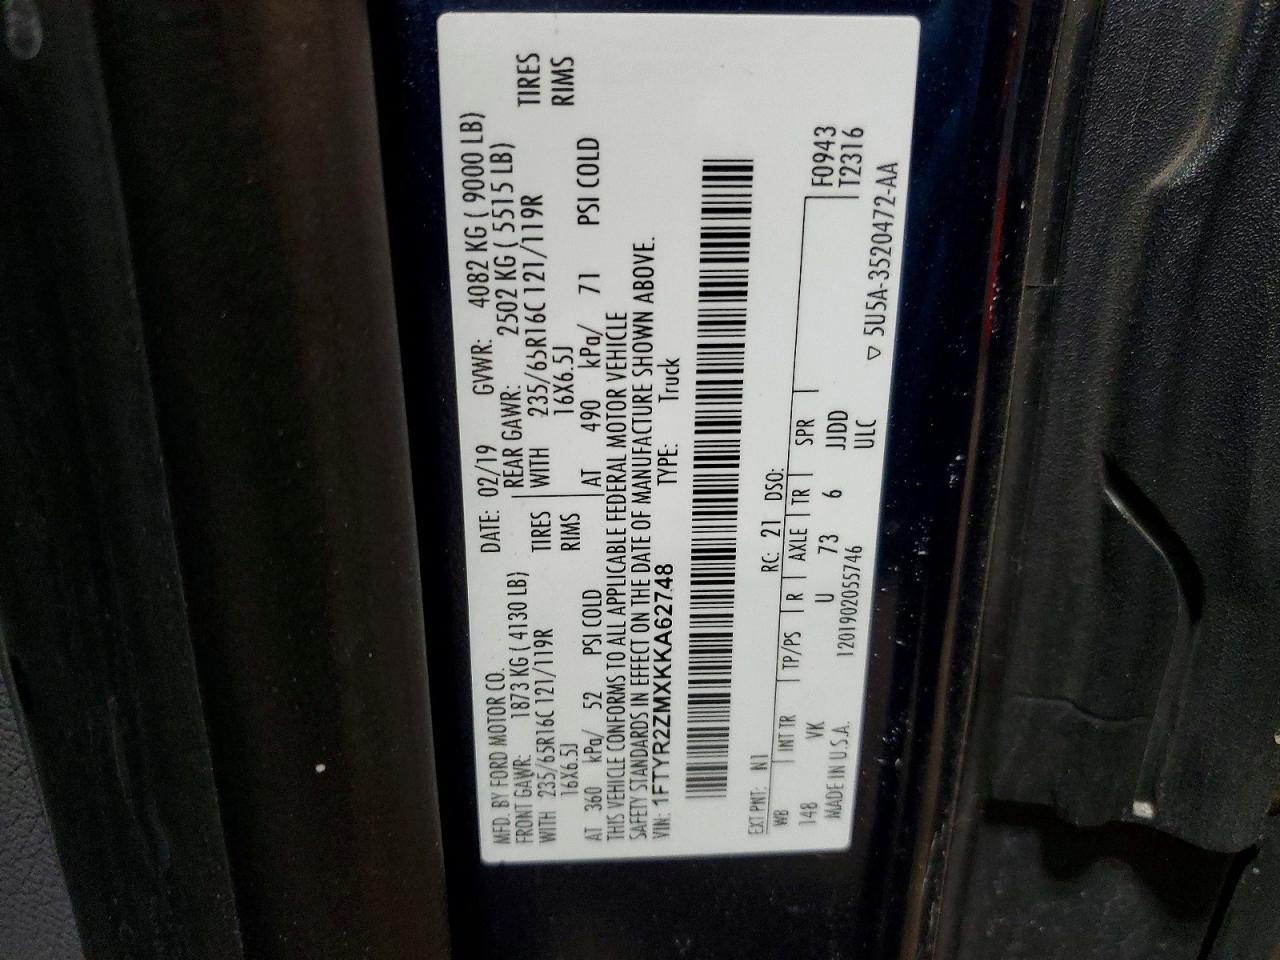 MFD. BY FORD MOTOR CO. DATE: 02/19 GVWR: 4082 KG ( 9000 LB)
FRONT GAWR: 1873 KG ( 4130 LB) REAR GAWR: 2502 KG ( 5515 LB)
WITH 235/65R16C 121/119R TIRES WITH 235/65R16C 121/119R TIRES
16X6.5J RIMS 16X6.5J RIMS
AT 360 kPa/ 52 PSI COLD AT 490 kPa/ 71 PSI COLD
THIS VEHICLE CONFORMS TO ALL APPLICABLE FEDERAL MOTOR VEHICLE
SAFETY STANDARDS IN EFFECT ON THE DATE OF MANUFACTURE SHOWN ABOVE.
VIN: 1FTYR2ZMXKKA62748 TYPE: Truck
EXT PNT: N1 RC: 21 DSO:
WB INT TR TP/PS R AXLE TR SPR F0943
148 VK U 73 6 JJDD T2316
MADE IN U.S.A. 1201902055746 ULC
▽ 5U5A-3520472-AA